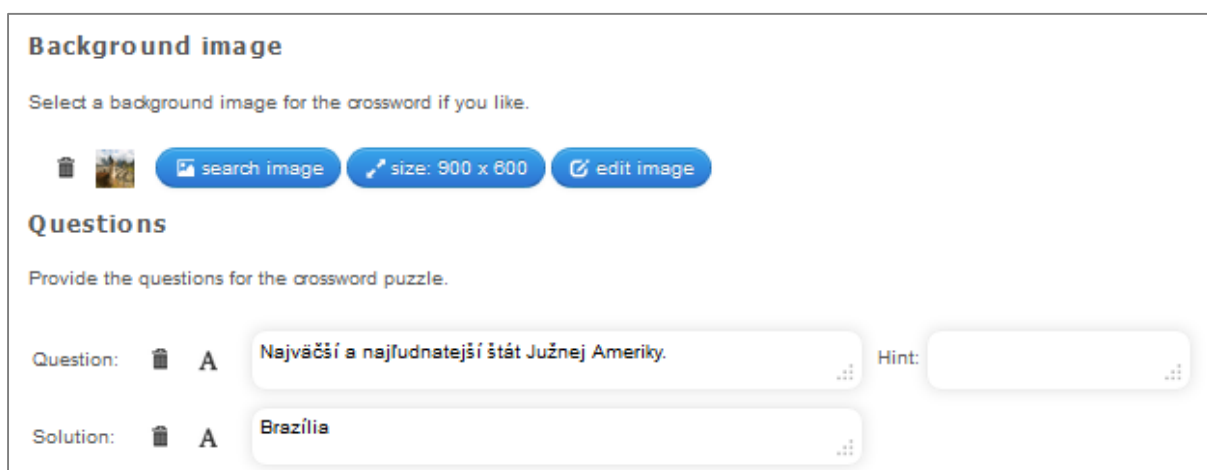 Background image
Select a background image for the crossword if you like.
search image size: 900 x 600 edit image
Questions
Provide the questions for the crossword puzzle.
Question: A Najväčší a najľudnatejší štát Južnej Ameriky. Hint:
Solution: A Brazília